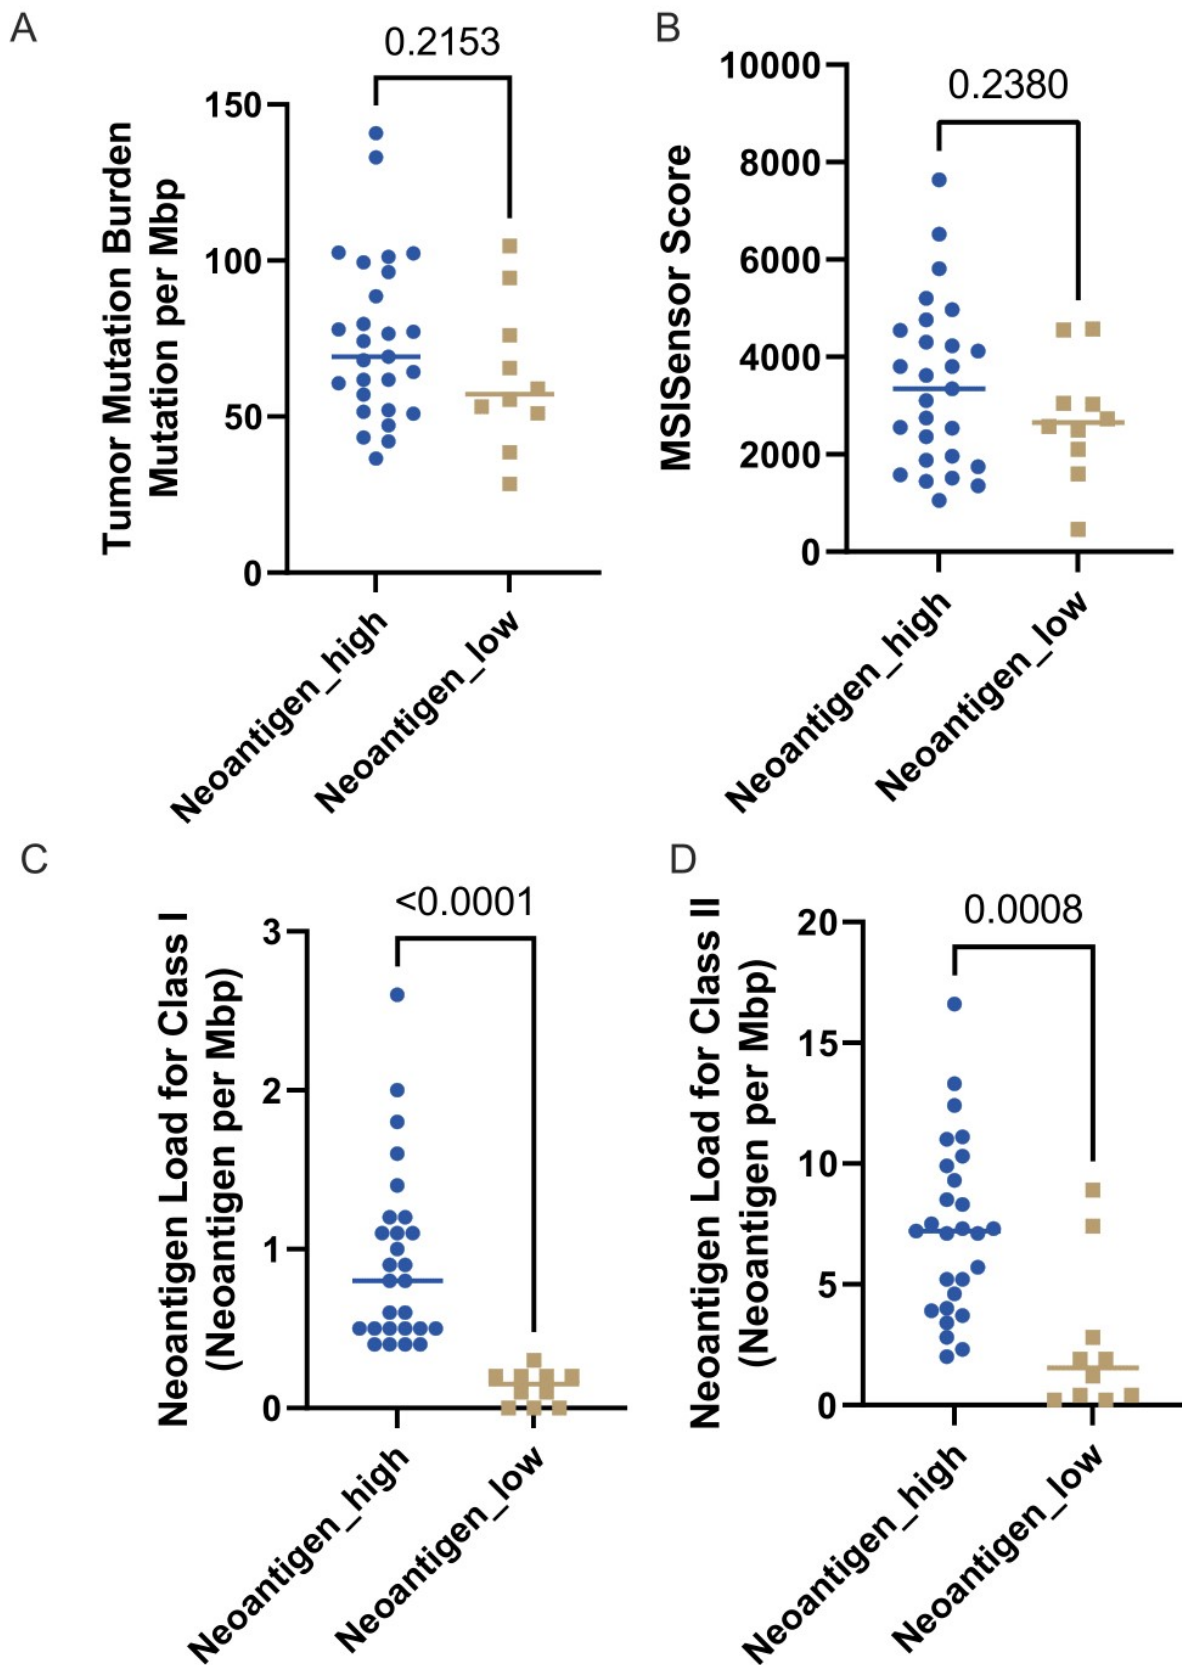 A
0.2153
Tumor Mutation Burden
Mutation per Mbp
150
100
50
0
Neoantigen_high
Neoantigen_low
B
0.2380
MSISensor Score
10000
8000
6000
4000
2000
0
Neoantigen_high
Neoantigen_low
C
<0.0001
Neoantigen Load for Class I
(Neoantigen per Mbp)
3
2
1
0
Neoantigen_high
Neoantigen_low
D
0.0008
Neoantigen Load for Class II
(Neoantigen per Mbp)
20
15
10
5
0
Neoantigen_high
Neoantigen_low